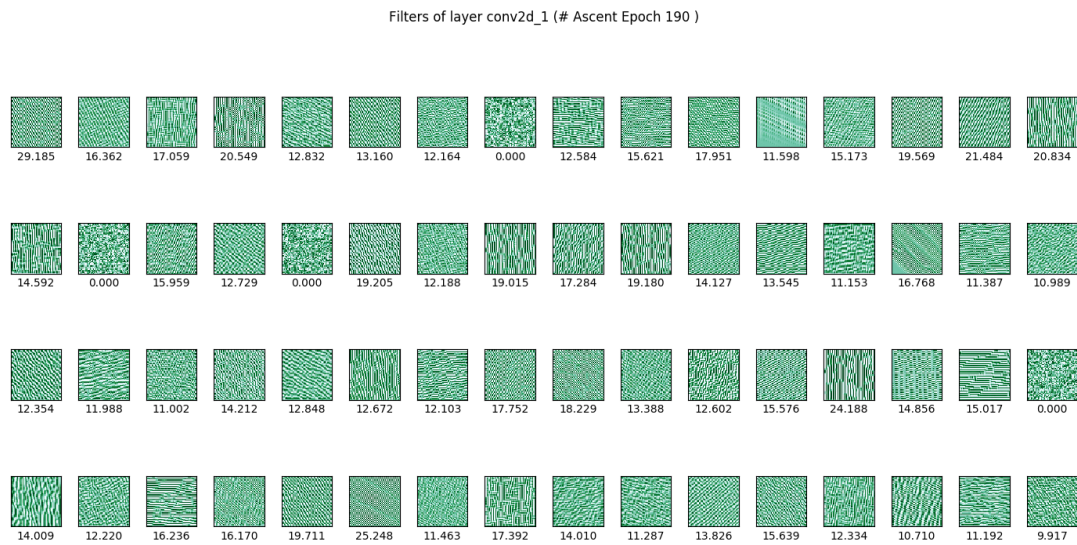 Filters of layer conv2d_1 (# Ascent Epoch 190 )
29.185 16.362 17.059 20.549 12.832 13.160 12.164 0.000 12.584 15.621 17.951 11.598 15.173 19.569 21.484 20.834
14.592 0.000 15.959 12.729 0.000 19.205 12.188 19.015 17.284 19.180 14.127 13.545 11.153 16.768 11.387 10.989
12.354 11.988 11.002 14.212 12.848 12.672 12.103 17.752 18.229 13.388 12.602 15.576 24.188 14.856 15.017 0.000
14.009 12.220 16.236 16.170 19.711 25.248 11.463 17.392 14.010 11.287 13.826 15.639 12.334 10.710 11.192 9.917